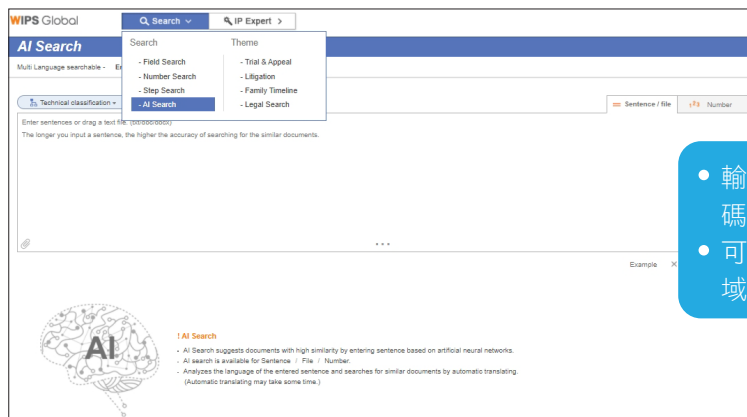 WIPS Global
Search
IP Expert >
AI Search
Search
Theme
Multi Language searchable -
- Field Search
- Trial & Appeal
- Number Search
- Litigation
- Step Search
- Family Timeline
- AI Search
- Legal Search
Technical classification
Sentence / file
123 Number
Enter sentences or drag a text file. (txt/doc/docx)
The longer you input a sentence, the higher the accuracy of searching for the similar documents.
• 輸
碼
• 可
域
...
Example ×
AI
! AI Search
- AI Search suggests documents with high similarity by entering sentence based on artificial neural networks.
- AI search is available for Sentence / File / Number.
- Analyzes the language of the entered sentence and searches for similar documents by automatic translating.
(Automatic translating may take some time.)